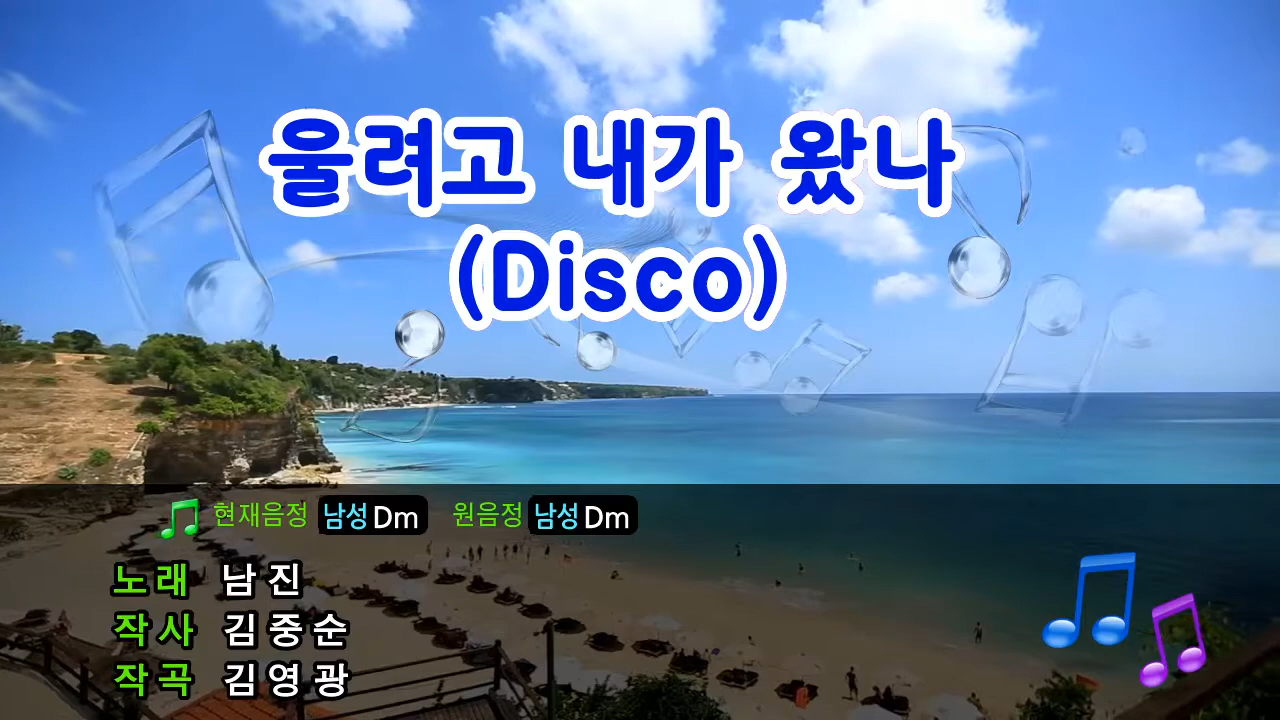 울려고 내가 왔나
(Disco)
현재음정 남성 Dm 원음정 남성 Dm
노래 남진
작사 김중순
작곡 김영광